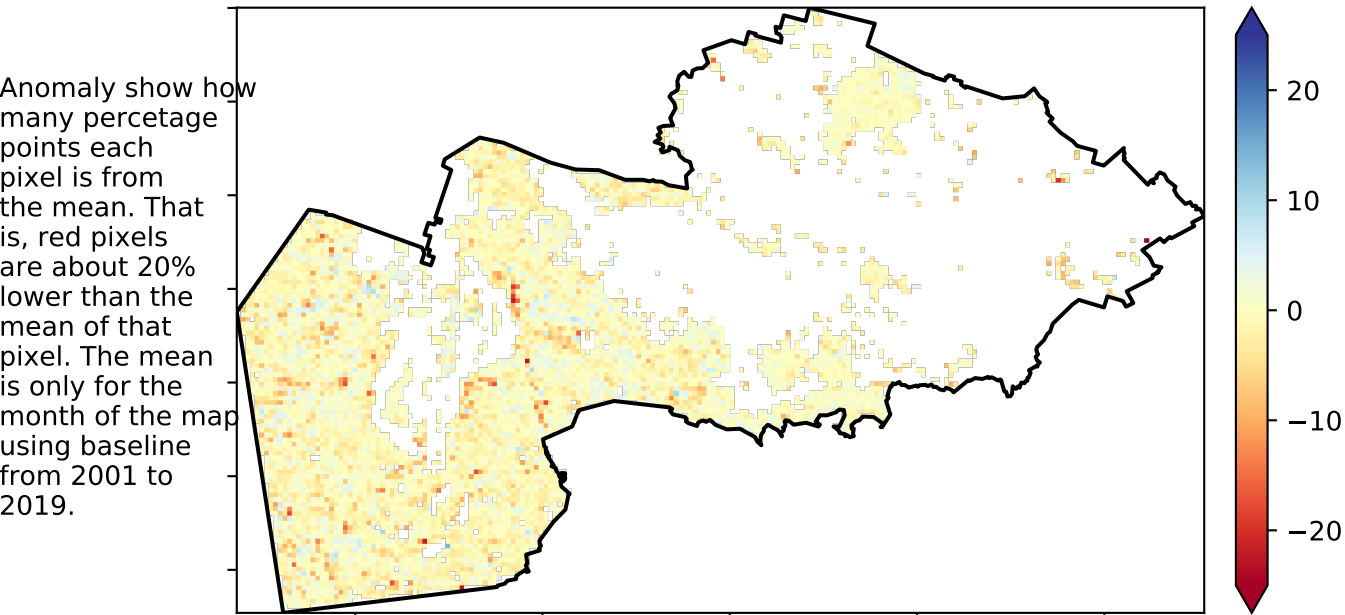 Anomaly show how
many percetage
points each
pixel is from
the mean. That
is, red pixels
are about 20%
lower than the
mean of that
pixel. The mean
is only for the
month of the map
using baseline
from 2001 to
2019.
20
10
0
−10
−20